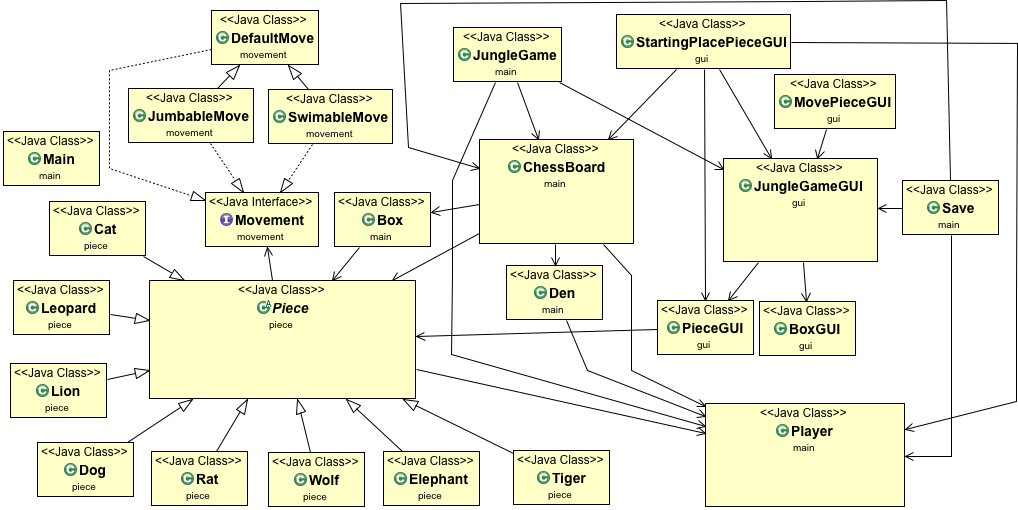 <<Java Class>>
DefaultMove
movement
<<Java Class>>
JungleGame
main
<<Java Class>>
StartingPlacePieceGUI
gui
<<Java Class>>
JumbableMove
movement
<<Java Class>>
SwimableMove
movement
<<Java Class>>
MovePieceGUI
gui
<<Java Class>>
Main
main
<<Java Class>>
ChessBoard
main
<<Java Class>>
JungleGameGUI
gui
<<Java Class>>
Save
main
<<Java Interface>>
Movement
movement
<<Java Class>>
Box
main
<<Java Class>>
Cat
piece
<<Java Class>>
Den
main
<<Java Class>>
Leopard
piece
<<Java Class>>
Piece
piece
<<Java Class>>
PieceGUI
gui
<<Java Class>>
BoxGUI
gui
<<Java Class>>
Lion
piece
<<Java Class>>
Player
main
<<Java Class>>
Dog
piece
<<Java Class>>
Rat
piece
<<Java Class>>
Wolf
piece
<<Java Class>>
Elephant
piece
<<Java Class>>
Tiger
piece